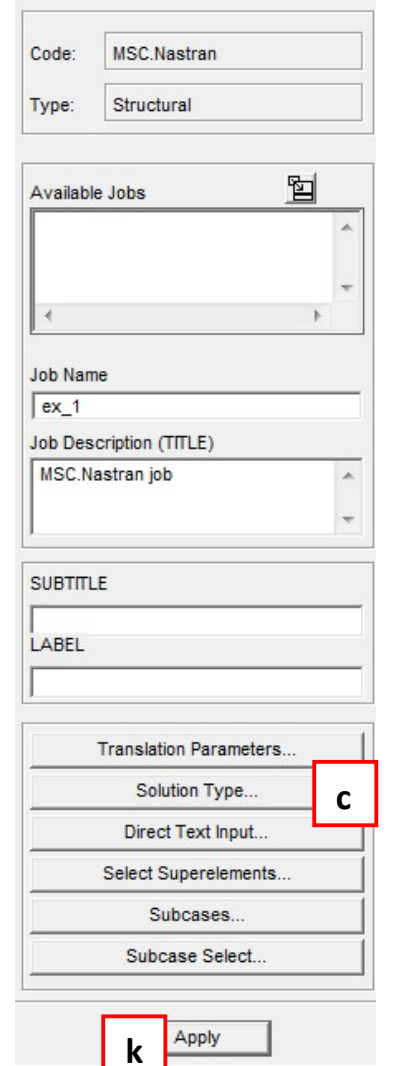 Code: MSC.Nastran
Type: Structural
Available Jobs
Job Name
ex_1
Job Description (TITLE)
MSC.Nastran job
SUBTITLE
LABEL
Translation Parameters...
Solution Type...
c
Direct Text Input...
Select Superelements...
Subcases...
Subcase Select...
k Apply